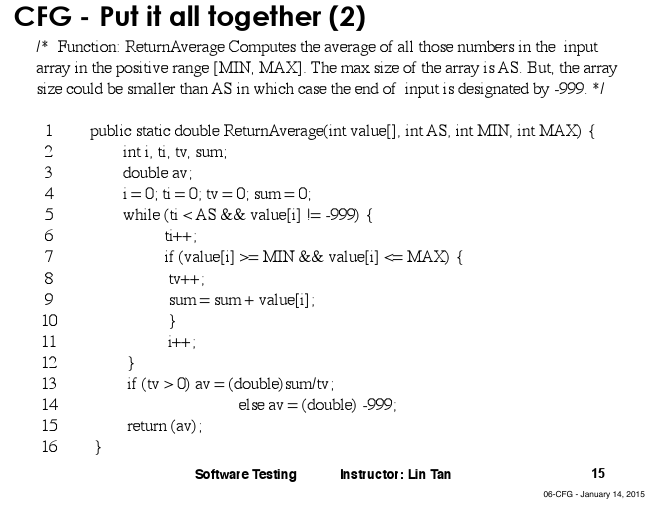 CFG - Put it all together (2)
/* Function: ReturnAverage Computes the average of all those numbers in the input
array in the positive range [MIN, MAX]. The max size of the array is AS. But, the array
size could be smaller than AS in which case the end of input is designated by -999. */
1 public static double ReturnAverage(int value[], int AS, int MIN, int MAX) {
2 int i, ti, tv, sum;
3 double av;
4 i = 0; ti = 0; tv = 0; sum = 0;
5 while (ti < AS && value[i] != -999) {
6 ti++;
7 if (value[i] >= MIN && value[i] <= MAX) {
8 tv++;
9 sum = sum + value[i];
10 }
11 i++;
12 }
13 if (tv > 0) av = (double) sum/tv;
14 else av = (double) -999;
15 return (av);
16 }
Software Testing Instructor: Lin Tan 15
06-CFG - January 14, 2015